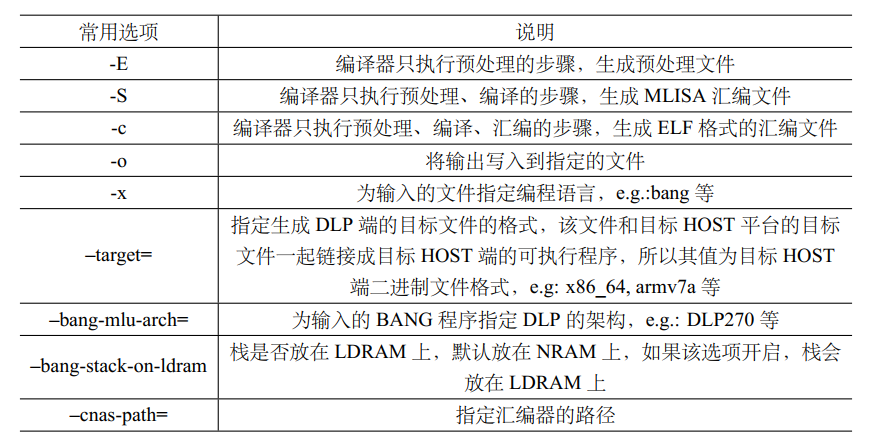 常用选项 说明
-E 编译器只执行预处理的步骤，生成预处理文件
-S 编译器只执行预处理、编译的步骤，生成 MLISA 汇编文件
-c 编译器只执行预处理、编译、汇编的步骤，生成 ELF 格式的汇编文件
-o 将输出写入到指定的文件
-x 为输入的文件指定编程语言，e.g.:bang 等
指定生成 DLP 端的目标文件的格式，该文件和目标 HOST 平台的目标
–target= 文件一起链接成目标 HOST 端的可执行程序，所以其值为目标 HOST
端二进制文件格式，e.g: x86_64, armv7a 等
–bang-mlu-arch= 为输入的 BANG 程序指定 DLP 的架构，e.g.: DLP270 等
–bang-stack-on-ldram 栈是否放在 LDRAM 上，默认放在 NRAM 上，如果该选项开启，栈会
放在 LDRAM 上
–cnas-path= 指定汇编器的路径